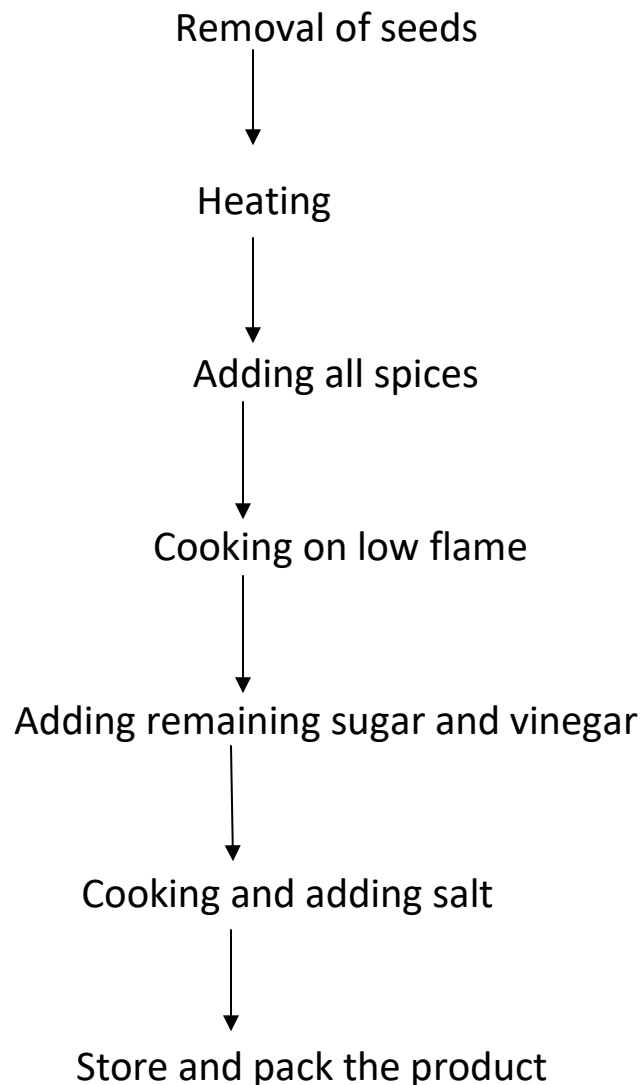 Removal of seeds
Heating
Adding all spices
Cooking on low flame
Adding remaining sugar and vinegar
Cooking and adding salt
Store and pack the product